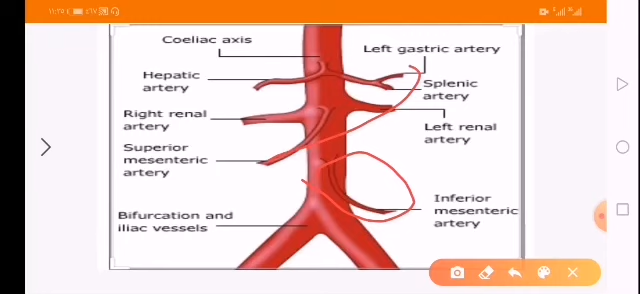 Coeliac axis
Left gastric artery
Hepatic
artery
Splenic
artery
Right renal
artery
Left renal
artery
Superior
mesenteric
artery
Inferior
mesenteric
artery
Bifurcation and
iliac vessels